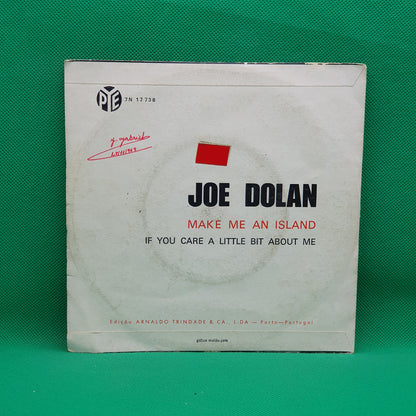 PYE 7N 17738
JOE DOLAN
MAKE ME AN ISLAND
IF YOU CARE A LITTLE BIT ABOUT ME
Edição ARNALDO TRINDADE & CA., LDA — Porto-Portugal